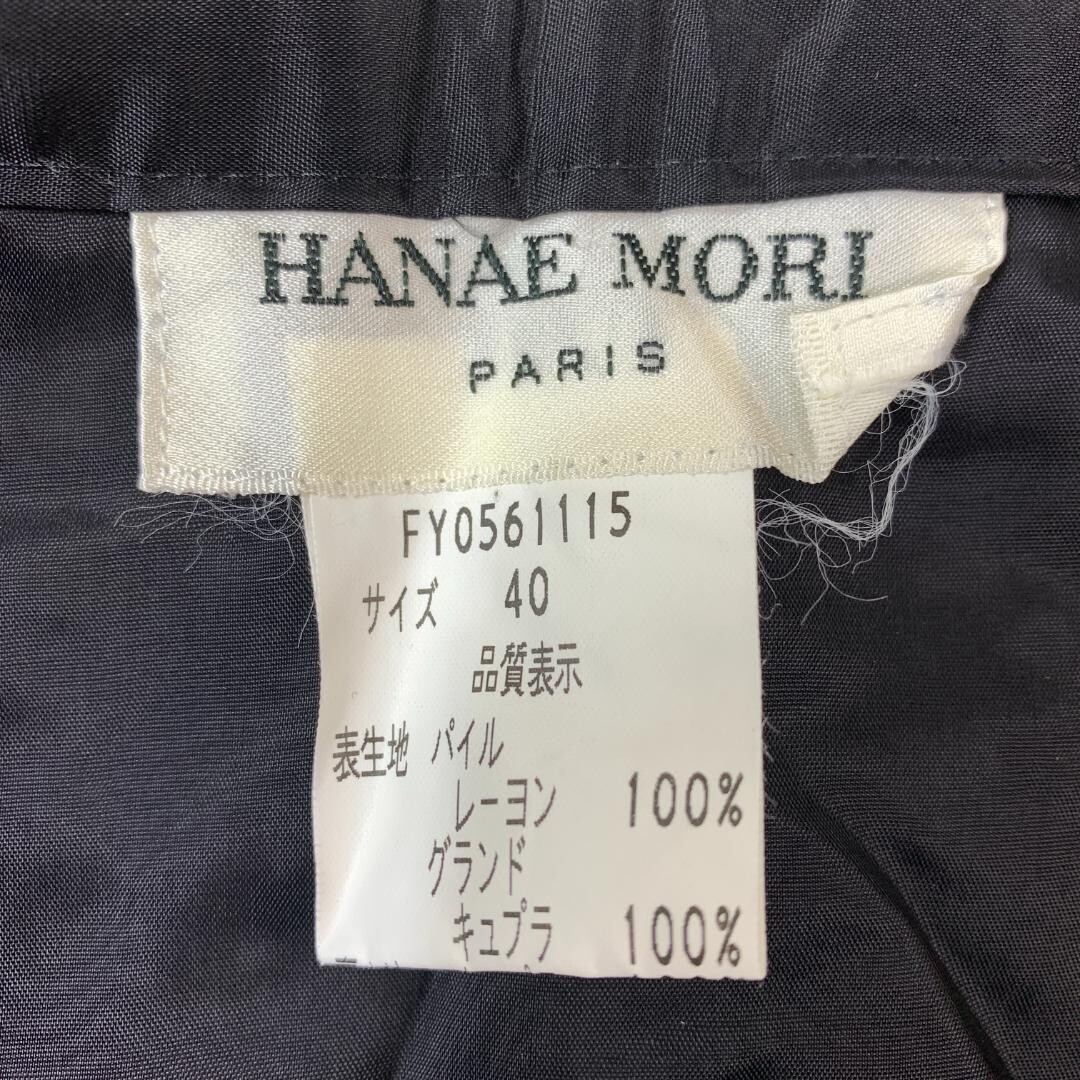 HANAE MORI
PARIS
FY0561115
サイズ 40
品質表示
表生地 パイル
レーヨン 100%
グランド
キュプラ 100%